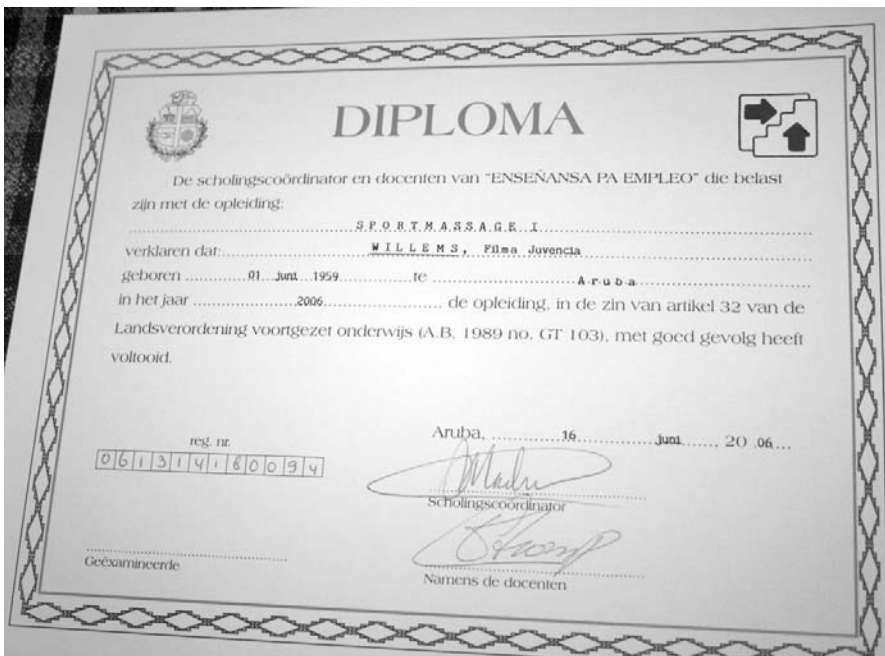 DIPLOMA
De scholingscoördinator en docenten van "ENSEÑANSA PA EMPLEO" die belast
zijn met de opleiding:
SPORTMASSAGE I
verklaren dat: WILLEMS, Filma Juvencia
geboren 01 juni 1959 te Aruba
in het jaar 2006 de opleiding, in de zin van artikel 32 van de
Landsverordening voortgezet onderwijs (A.B. 1989 no. GT 103), met goed gevolg heeft
voltooid.
Aruba, 16 juni, 20 06
reg. nr.
061314180094
Scholingscoördinator
Geëxamineerde
Namens de docenten